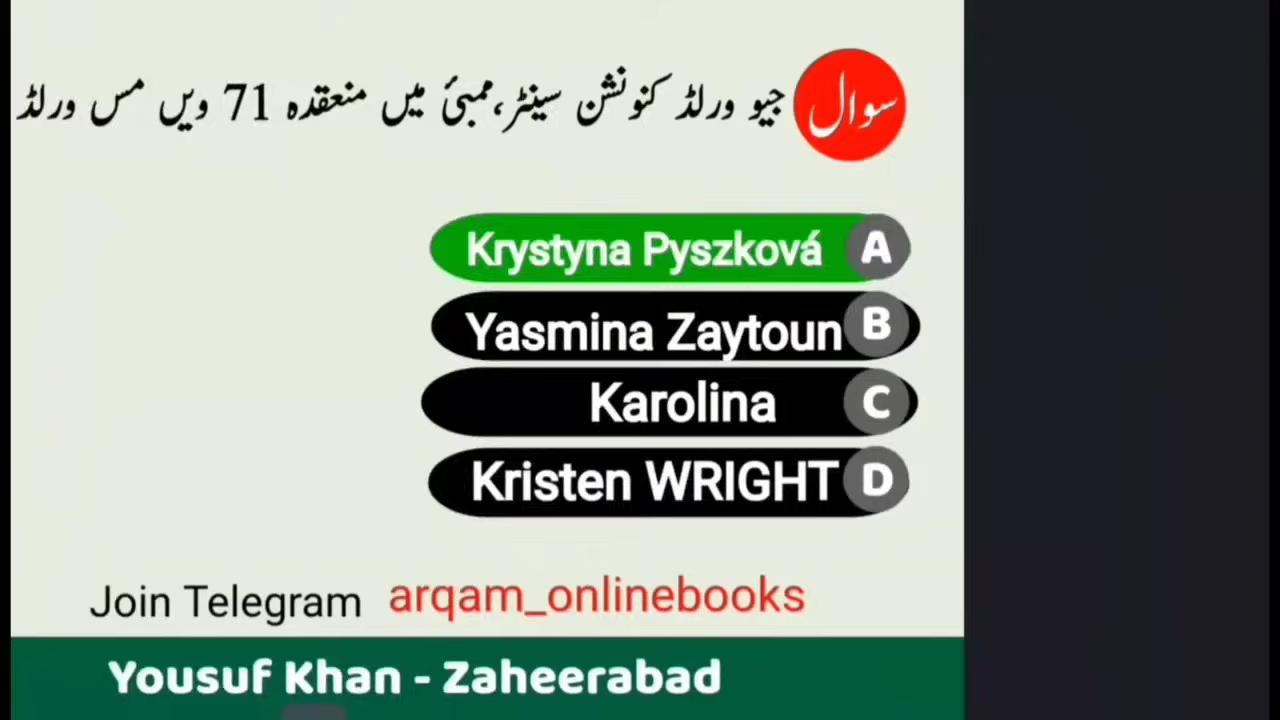 سوال جیو ورلڈ کنونشن سینٹر، ممبئ میں منعقدہ 71 ویں مس ورلڈ
Krystyna Pyszková A
Yasmina Zaytoun B
Karolina C
Kristen WRIGHT D
Join Telegram arqam_onlinebooks
Yousuf Khan - Zaheerabad